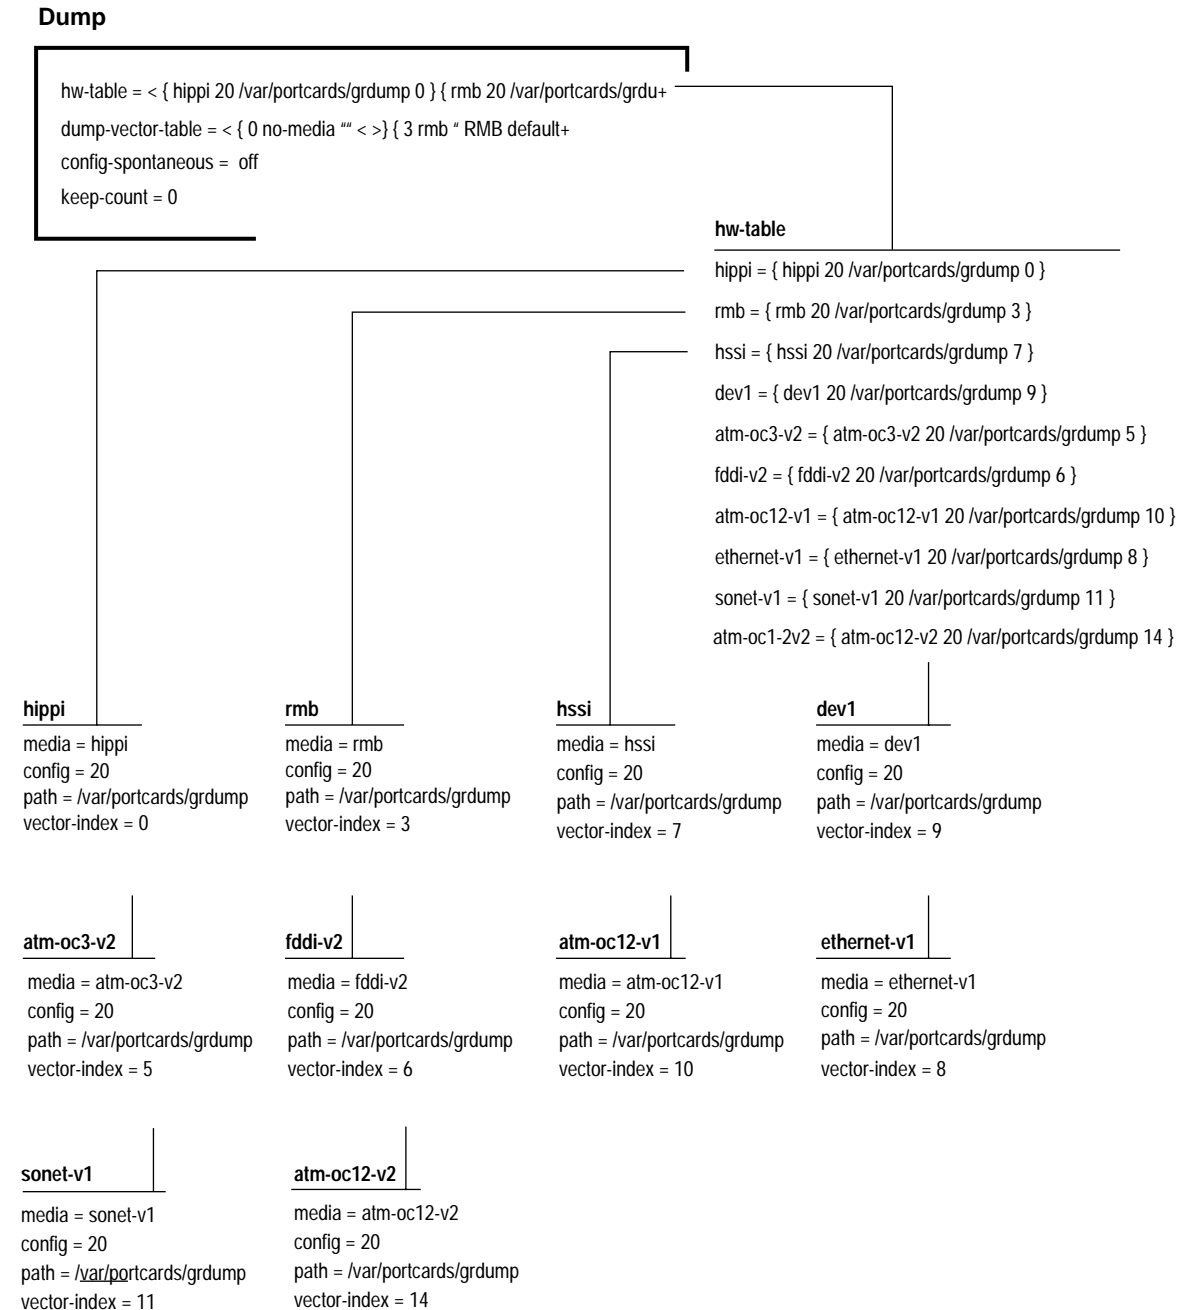 Dump
hw-table = < { hippi 20 /var/portcards/grdump 0 } { rmb 20 /var/portcards/grdu+
dump-vector-table = < { 0 no-media "" < >} { 3 rmb " RMB default+
config-spontaneous = off
keep-count = 0
hw-table
hippi = { hippi 20 /var/portcards/grdump 0 }
rmb = { rmb 20 /var/portcards/grdump 3 }
hssi = { hssi 20 /var/portcards/grdump 7 }
dev1 = { dev1 20 /var/portcards/grdump 9 }
atm-oc3-v2 = { atm-oc3-v2 20 /var/portcards/grdump 5 }
fddi-v2 = { fddi-v2 20 /var/portcards/grdump 6 }
atm-oc12-v1 = { atm-oc12-v1 20 /var/portcards/grdump 10 }
ethernet-v1 = { ethernet-v1 20 /var/portcards/grdump 8 }
sonet-v1 = { sonet-v1 20 /var/portcards/grdump 11 }
atm-oc1-2v2 = { atm-oc12-v2 20 /var/portcards/grdump 14 }
hippi
media = hippi
config = 20
path = /var/portcards/grdump
vector-index = 0
rmb
media = rmb
config = 20
path = /var/portcards/grdump
vector-index = 3
hssi
media = hssi
config = 20
path = /var/portcards/grdump
vector-index = 7
dev1
media = dev1
config = 20
path = /var/portcards/grdump
vector-index = 9
atm-oc3-v2
media = atm-oc3-v2
config = 20
path = /var/portcards/grdump
vector-index = 5
fddi-v2
media = fddi-v2
config = 20
path = /var/portcards/grdump
vector-index = 6
atm-oc12-v1
media = atm-oc12-v1
config = 20
path = /var/portcards/grdump
vector-index = 10
ethernet-v1
media = ethernet-v1
config = 20
path = /var/portcards/grdump
vector-index = 8
sonet-v1
media = sonet-v1
config = 20
path = /var/portcards/grdump
vector-index = 11
atm-oc12-v2
media = atm-oc12-v2
config = 20
path = /var/portcards/grdump
vector-index = 14